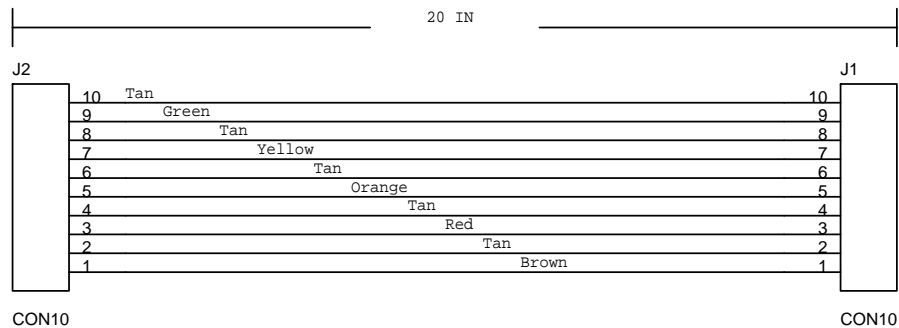 20 IN
J2 J1
10 Tan 10
9 Green 9
8 Tan 8
7 Yellow 7
6 Tan 6
5 Orange 5
4 Tan 4
3 Red 3
2 Tan 2
1 Brown 1
CON10 CON10